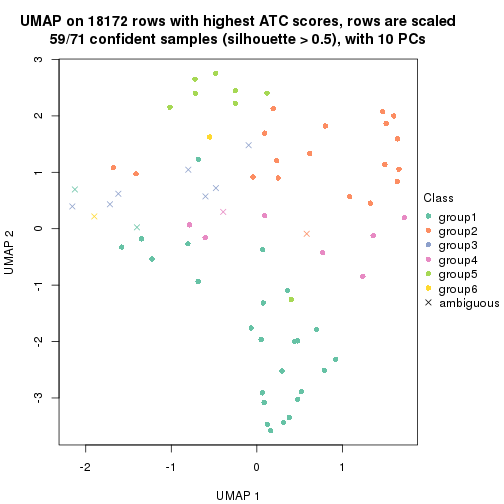 UMAP on 18172 rows with highest ATC scores, rows are scaled
59/71 confident samples (silhouette > 0.5), with 10 PCs
3
2
1
0
-1
-2
-3
UMAP 2
-2
-1
0
1
UMAP 1
Class
group1
group2
group3
group4
group5
group6
ambiguous